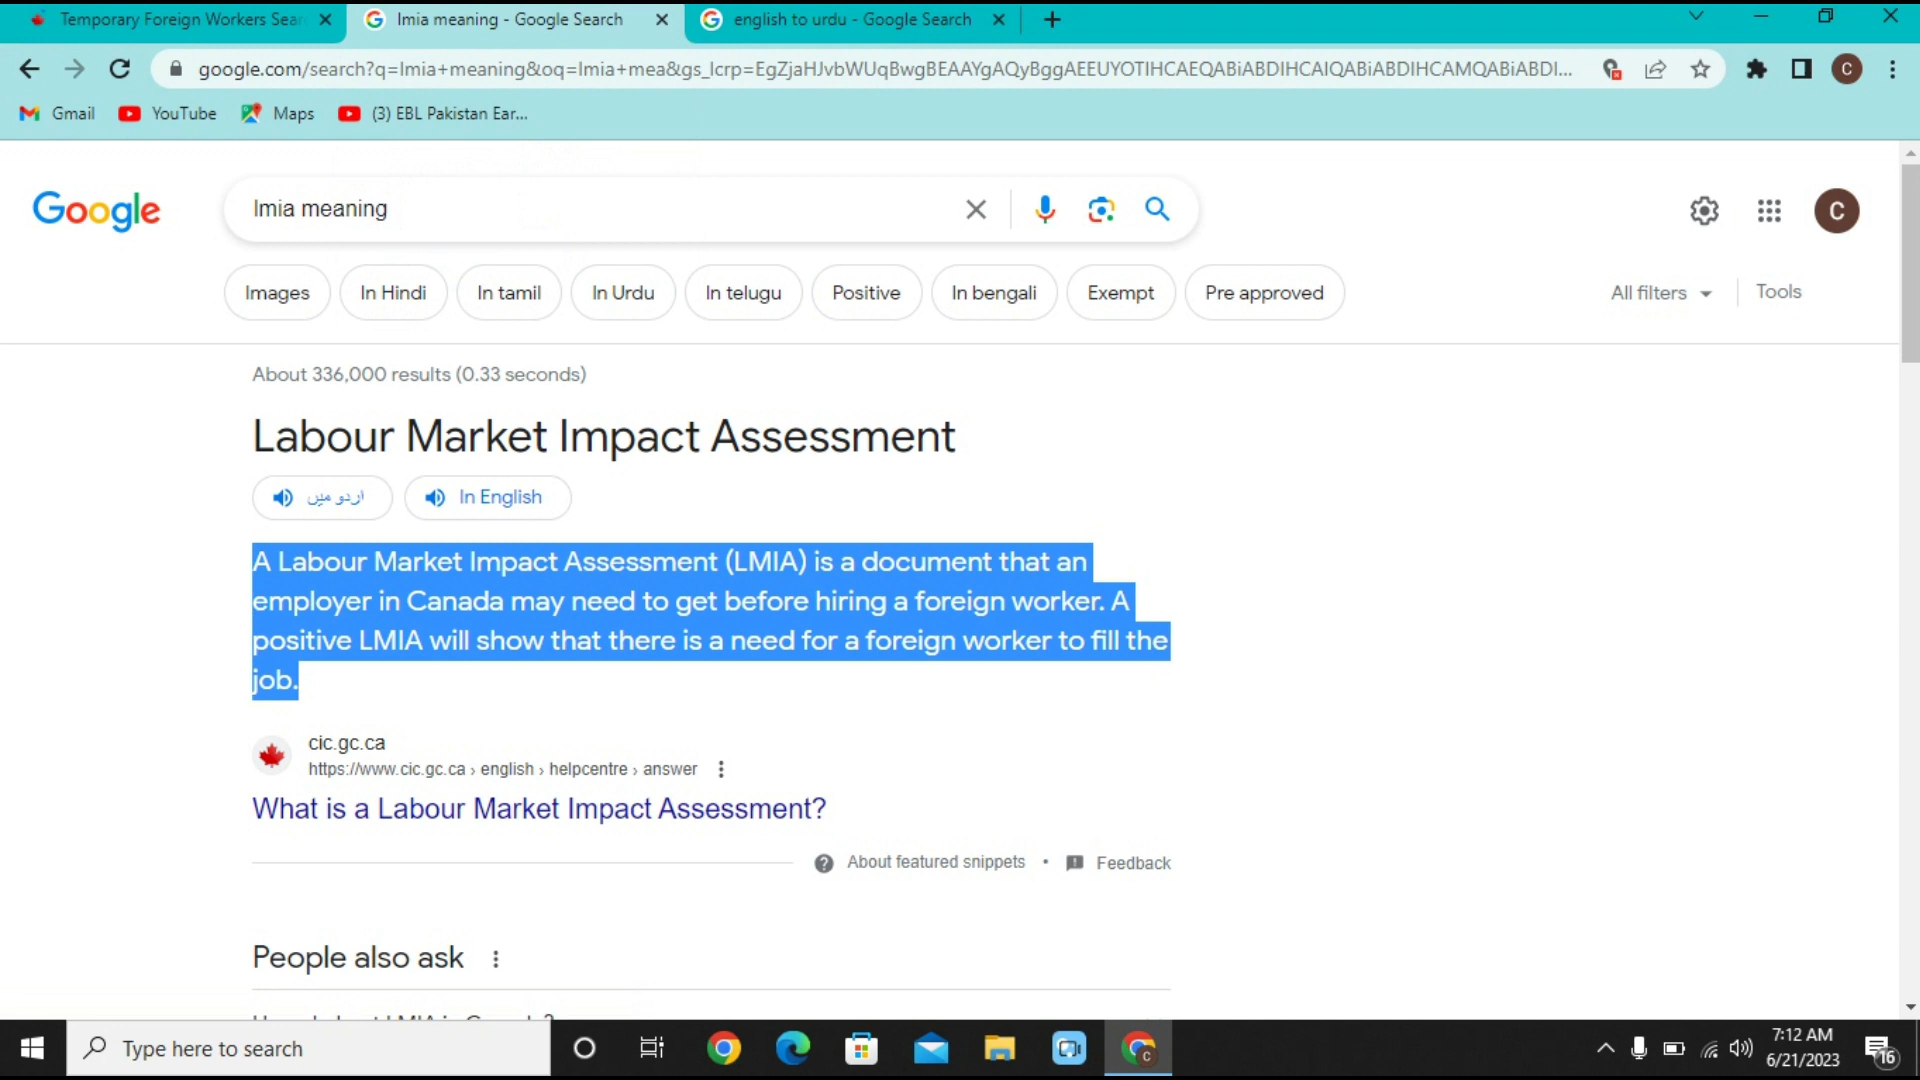 Temporary Foreign Workers Sear
lmia meaning - Google Search
english to urdu - Google Search
google.com/search?q=lmia+meaning&oq=lmia+mea&gs_lcrp=EgZjaHJvbWUqBwgBEAAYgAQyBggAEEUYOTIHCAEQABiABDIHCAIQABiABDIHCAMQABiABDI...
C
Gmail
YouTube
Maps
(3) EBL Pakistan Ear...
Google
lmia meaning
C
Images
In Hindi
In tamil
In Urdu
In telugu
Positive
In bengali
Exempt
Pre approved
All filters
Tools
About 336,000 results (0.33 seconds)
Labour Market Impact Assessment
اردو میں
In English
A Labour Market Impact Assessment (LMIA) is a document that an
employer in Canada may need to get before hiring a foreign worker. A
positive LMIA will show that there is a need for a foreign worker to fill the
job.
cic.gc.ca
https://www.cic.gc.ca › english › helpcentre › answer
What is a Labour Market Impact Assessment?
About featured snippets • Feedback
People also ask
Type here to search
7:12 AM
6/21/2023
16